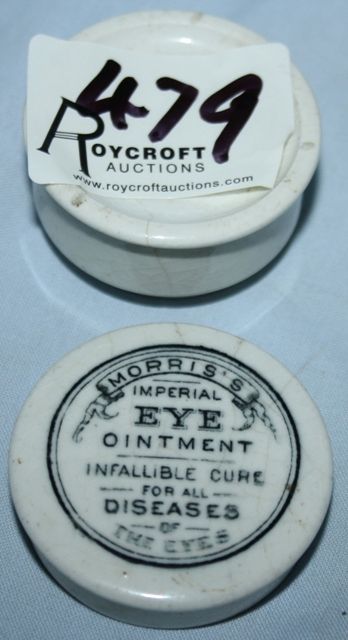 479
ROYCROFT
AUCTIONS
www.roycroftauctions.com
MORRIS'S
IMPERIAL
EYE
OINTMENT
INFALLIBLE CURE
FOR ALL
DISEASES
OF
THE EYES